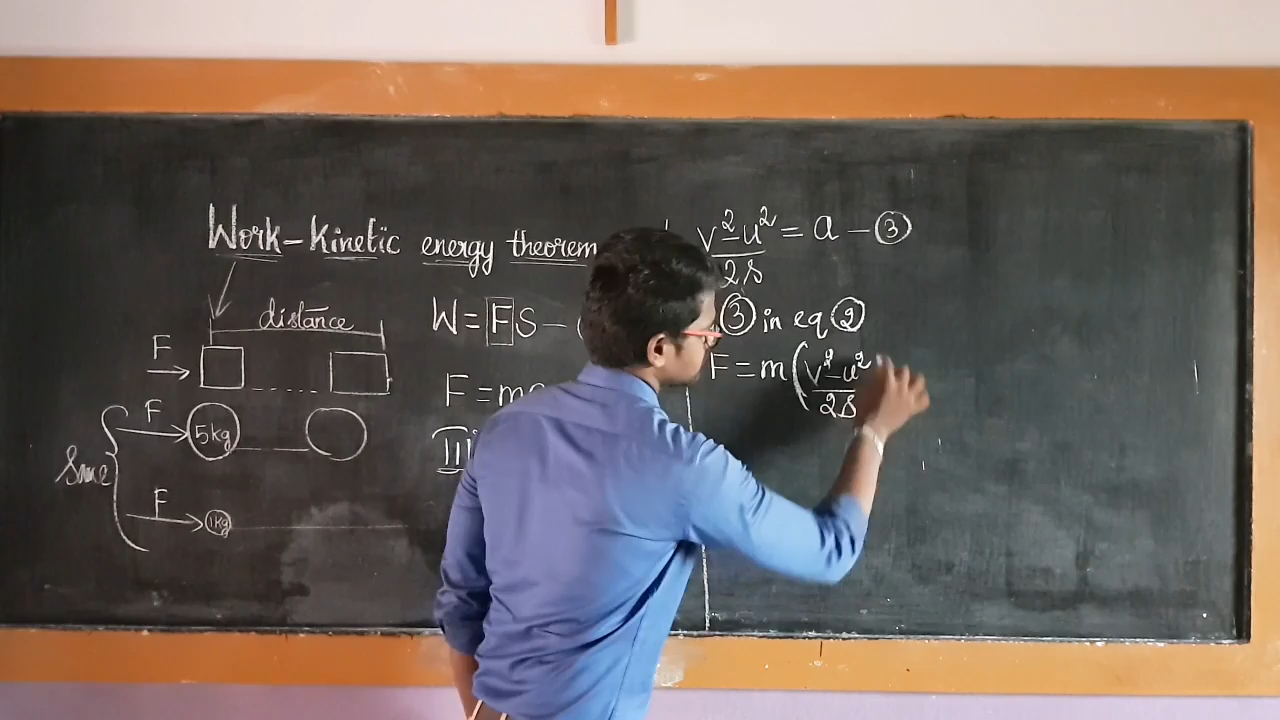 Work-Kinetic energy theorem
distance
F
F
5kg
Same
F
1kg
W = FS –
F = m
III
v²-u²/2s = a – ③
③ in eq ②
F = m(v²-u²/2s